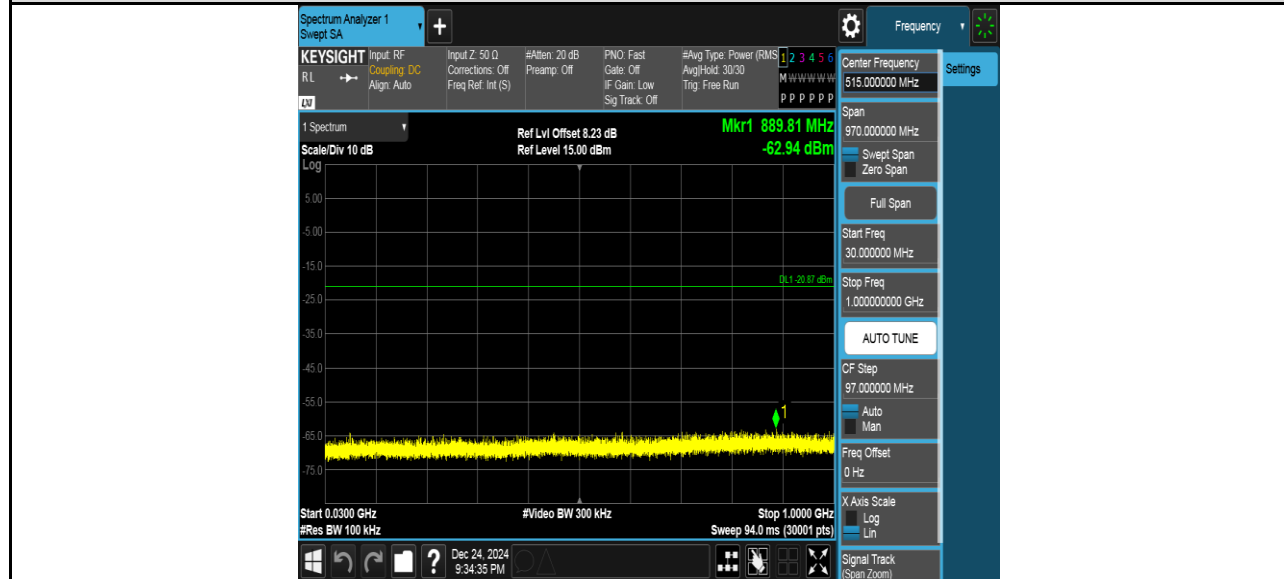 Spectrum Analyzer 1
Swept SA
+
Frequency
KEYSIGHT
RL
LXI
Input: RF
Coupling: DC
Align: Auto
Input Z: 50 Ω
Corrections: Off
Freq Ref: Int (S)
#Atten: 20 dB
Preamp: Off
PNO: Fast
Gate: Off
IF Gain: Low
Sig Track: Off
#Avg Type: Power (RMS
Avg|Hold: 30/30
Trig: Free Run
1 2 3 4 5 6
M W W W W W
P P P P P P
Center Frequency
515.000000 MHz
Settings
1 Spectrum
Scale/Div 10 dB
Ref Lvl Offset 8.23 dB
Ref Level 15.00 dBm
Mkr1 889.81 MHz
-62.94 dBm
Span
970.000000 MHz
Swept Span
Zero Span
Full Span
Start Freq
30.000000 MHz
Stop Freq
1.000000000 GHz
AUTO TUNE
CF Step
97.000000 MHz
Auto
Man
Freq Offset
0 Hz
X Axis Scale
Log
Lin
Signal Track
(Span Zoom)
Log
5.00
-5.00
-15.0
DL1 -20.87 dBm
-25.0
-35.0
-45.0
-55.0
1
-65.0
-75.0
Start 0.0300 GHz
#Video BW 300 kHz
Stop 1.0000 GHz
#Res BW 100 kHz
Sweep 94.0 ms (30001 pts)
?
Dec 24, 2024
9:34:35 PM